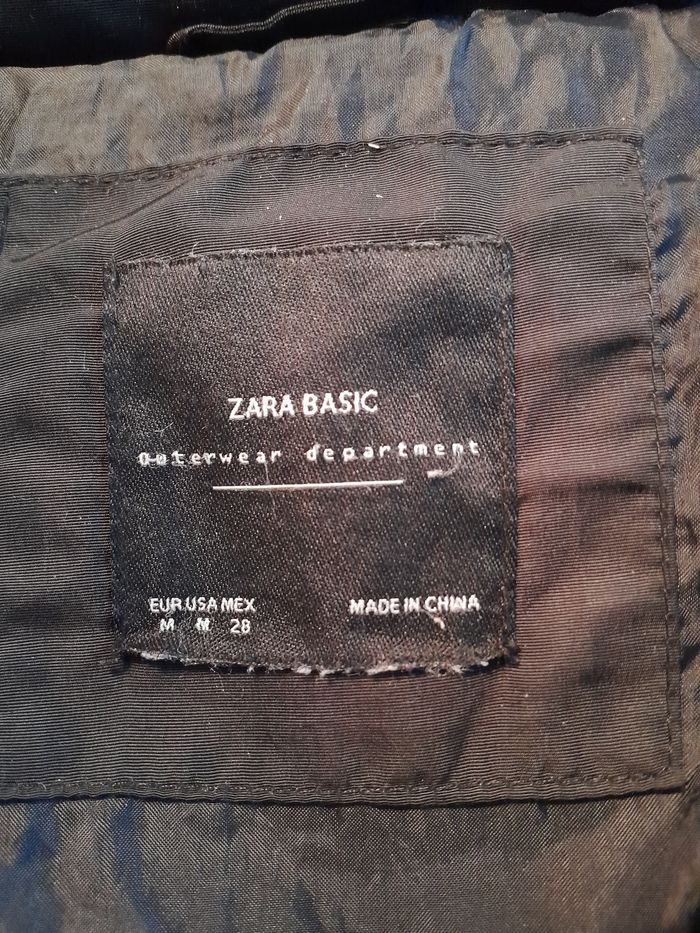 ZARA BASIC
outerwear department
EUR USA MEX
M M 28
MADE IN CHINA